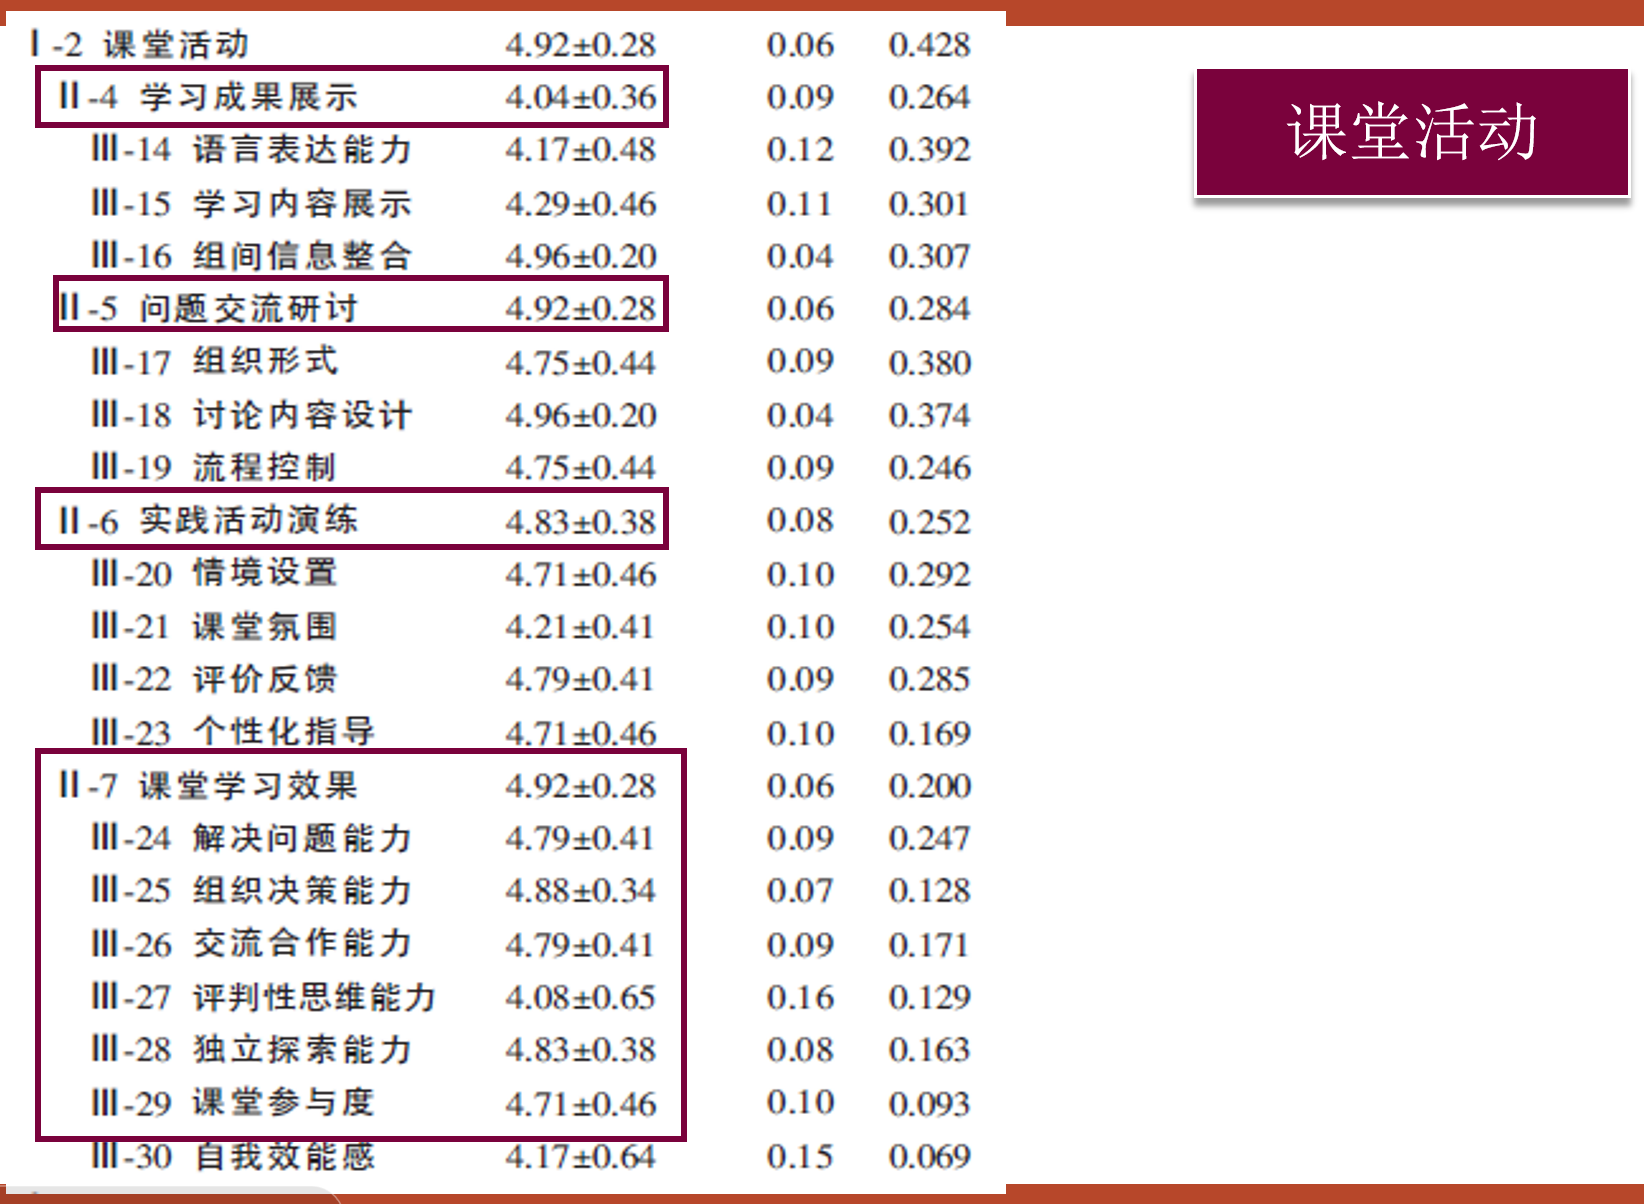 Ⅰ-2 课堂活动 4.92±0.28 0.06 0.428
Ⅱ-4 学习成果展示 4.04±0.36 0.09 0.264
Ⅲ-14 语言表达能力 4.17±0.48 0.12 0.392
Ⅲ-15 学习内容展示 4.29±0.46 0.11 0.301
Ⅲ-16 组间信息整合 4.96±0.20 0.04 0.307
Ⅱ-5 问题交流研讨 4.92±0.28 0.06 0.284
Ⅲ-17 组织形式 4.75±0.44 0.09 0.380
Ⅲ-18 讨论内容设计 4.96±0.20 0.04 0.374
Ⅲ-19 流程控制 4.75±0.44 0.09 0.246
Ⅱ-6 实践活动演练 4.83±0.38 0.08 0.252
Ⅲ-20 情境设置 4.71±0.46 0.10 0.292
Ⅲ-21 课堂氛围 4.21±0.41 0.10 0.254
Ⅲ-22 评价反馈 4.79±0.41 0.09 0.285
Ⅲ-23 个性化指导 4.71±0.46 0.10 0.169
Ⅱ-7 课堂学习效果 4.92±0.28 0.06 0.200
Ⅲ-24 解决问题能力 4.79±0.41 0.09 0.247
Ⅲ-25 组织决策能力 4.88±0.34 0.07 0.128
Ⅲ-26 交流合作能力 4.79±0.41 0.09 0.171
Ⅲ-27 评判性思维能力 4.08±0.65 0.16 0.129
Ⅲ-28 独立探索能力 4.83±0.38 0.08 0.163
Ⅲ-29 课堂参与度 4.71±0.46 0.10 0.093
Ⅲ-30 自我效能感 4.17±0.64 0.15 0.069
课堂活动